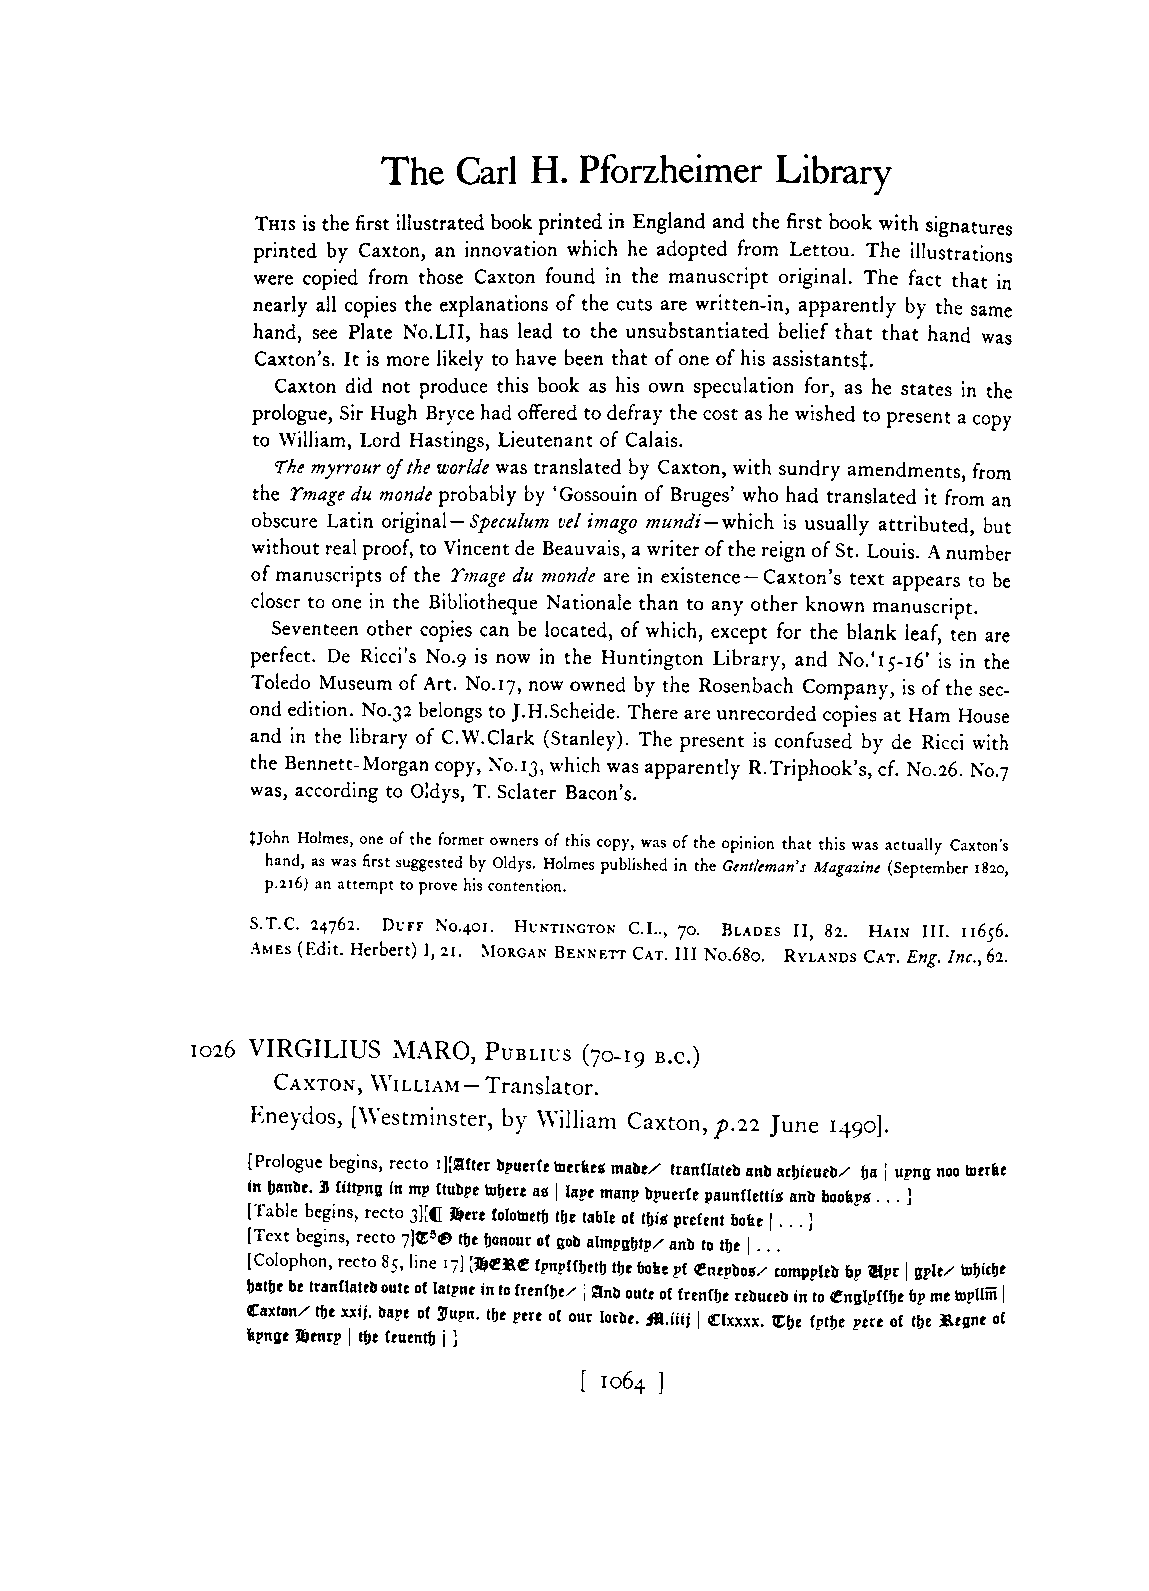 The Carl H. Pforzheimer Library
THIS is the first illustrated book printed in England and the first book with signatures
printed by Caxton, an innovation which he adopted from Lettou. The illustrations
were copied from those Caxton found in the manuscript original. The fact that in
nearly all copies the explanations of the cuts are written-in, apparently by the same
hand, see Plate No.LII, has lead to the unsubstantiated belief that that hand was
Caxton's. It is more likely to have been that of one of his assistants‡.
Caxton did not produce this book as his own speculation for, as he states in the
prologue, Sir Hugh Bryce had offered to defray the cost as he wished to present a copy
to William, Lord Hastings, Lieutenant of Calais.
The myrrour of the worlde was translated by Caxton, with sundry amendments, from
the Ymage du monde probably by 'Gossouin of Bruges' who had translated it from an
obscure Latin original—Speculum vel imago mundi—which is usually attributed, but
without real proof, to Vincent de Beauvais, a writer of the reign of St. Louis. A number
of manuscripts of the Ymage du monde are in existence—Caxton's text appears to be
closer to one in the Bibliotheque Nationale than to any other known manuscript.
Seventeen other copies can be located, of which, except for the blank leaf, ten are
perfect. De Ricci's No.9 is now in the Huntington Library, and No.'15-16' is in the
Toledo Museum of Art. No.17, now owned by the Rosenbach Company, is of the sec-
ond edition. No.32 belongs to J.H.Scheide. There are unrecorded copies at Ham House
and in the library of C.W.Clark (Stanley). The present is confused by de Ricci with
the Bennett-Morgan copy, No.13, which was apparently R.Triphook's, cf. No.26. No.7
was, according to Oldys, T. Sclater Bacon's.
‡John Holmes, one of the former owners of this copy, was of the opinion that this was actually Caxton's
hand, as was first suggested by Oldys. Holmes published in the Gentleman's Magazine (September 1820,
p.216) an attempt to prove his contention.
S.T.C. 24762. DUFF No.401. HUNTINGTON C.L., 70. BLADES II, 82. HAIN III. 11656.
AMES (Edit. Herbert) I, 21. MORGAN BENNETT CAT. III No.680. RYLANDS CAT. Eng. Inc., 62.
1026 VIRGILIUS MARO, PUBLIUS (70-19 B.C.)
CAXTON, WILLIAM—Translator.
Eneydos, [Westminster, by William Caxton, p.22 June 1490].
[Prologue begins, recto 1][After dyuerſe werkes made/ tranſlated and achieued/ ha | uyng noo werke
in hande. I ſittyng in my ſtudye where as | laye many dyuerſe paunflettis and bookys . . . ]
[Table begins, recto 3][¶ Here foloweth the table of this preſent boke | . . . ]
[Text begins, recto 7]T⁵O the honour of god almyghty/ and to the | . . .
[Colophon, recto 85, line 17] [HERE fynyſſheth the boke yf Eneydos/ compyled by Vyr | gyle/ whiche
hathe be tranſlated oute of latyne in to frenſhe/ | And oute of frenſhe reduced in to Englyſſhe by me wyllm̄ |
Caxton/ the xxij. daye of Juyn. the yere of our lorde. M.iiij | Clxxxx. The fythe yere of the Regne of
kynge Henry | the ſeuenth | ]
[ 1064 ]